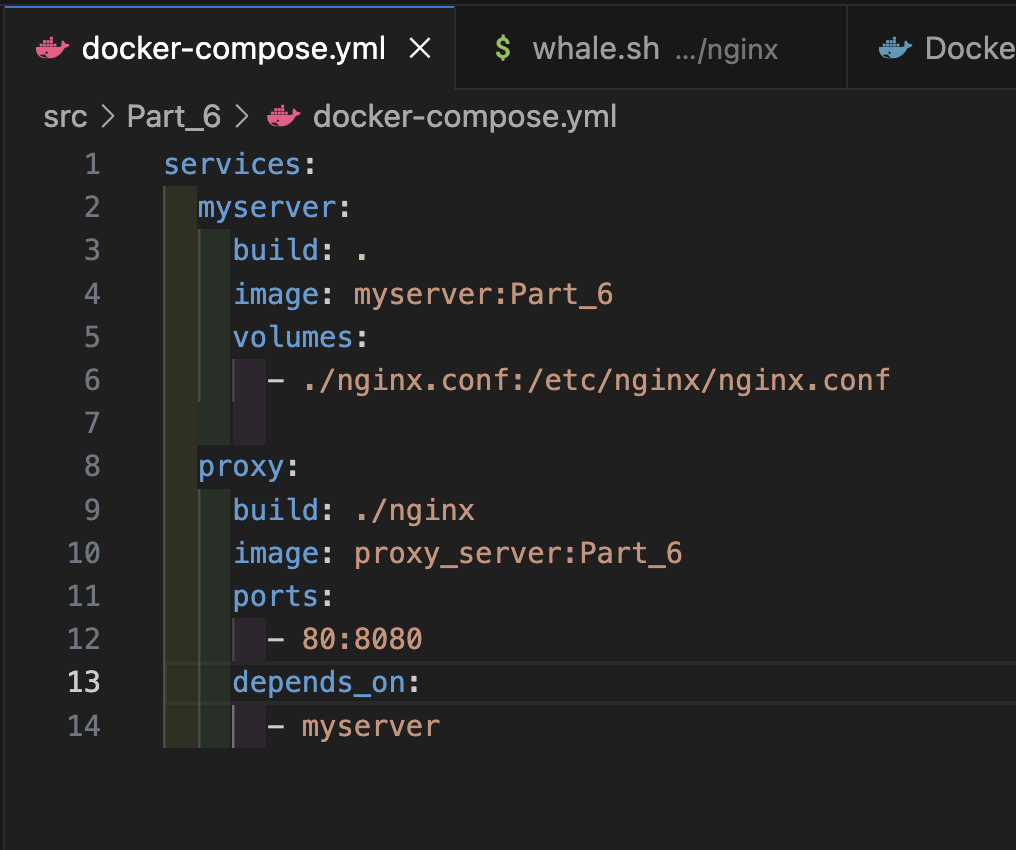 docker-compose.yml × $ whale.sh .../nginx Docke
src > Part_6 > docker-compose.yml
1 services:
2   myserver:
3     build: .
4     image: myserver:Part_6
5     volumes:
6       - ./nginx.conf:/etc/nginx/nginx.conf
7
8   proxy:
9     build: ./nginx
10     image: proxy_server:Part_6
11     ports:
12       - 80:8080
13     depends_on:
14       - myserver